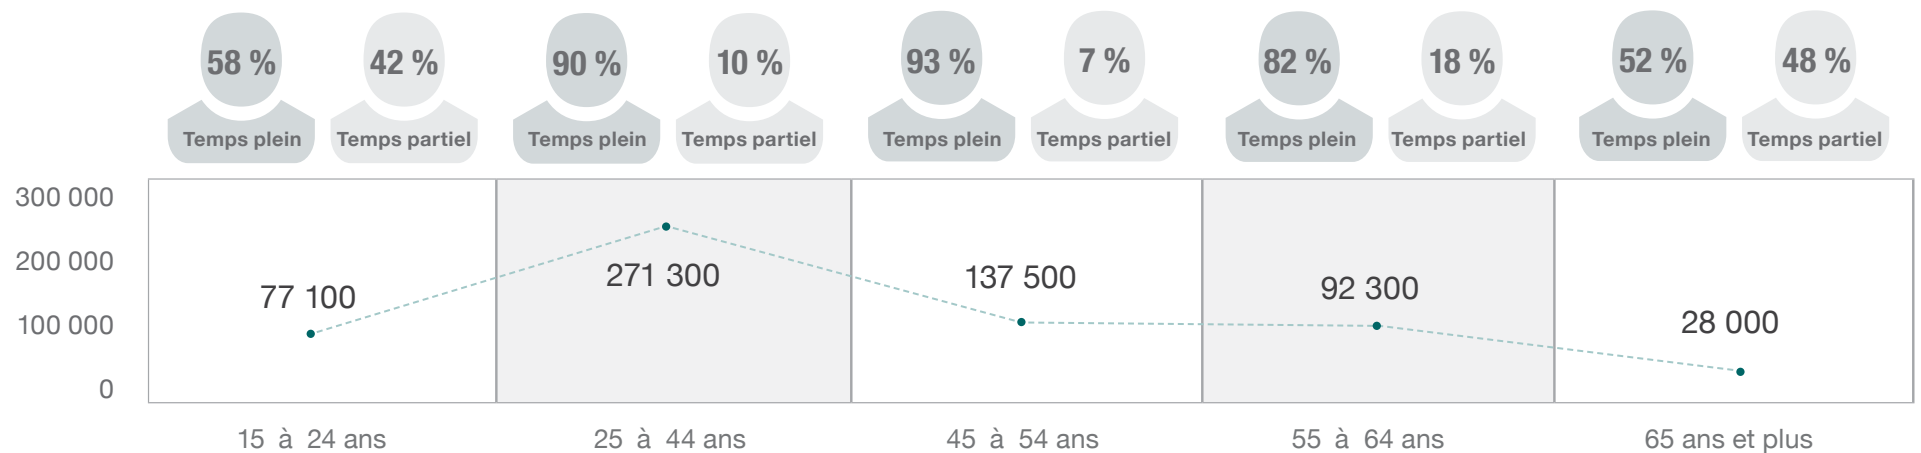 58 % 42 % 90 % 10 % 93 % 7 % 82 % 18 % 52 % 48 %
Temps plein Temps partiel Temps plein Temps partiel Temps plein Temps partiel Temps plein Temps partiel Temps plein Temps partiel
300 000
200 000
100 000
0
77 100
271 300
137 500
92 300
28 000
15 à 24 ans
25 à 44 ans
45 à 54 ans
55 à 64 ans
65 ans et plus